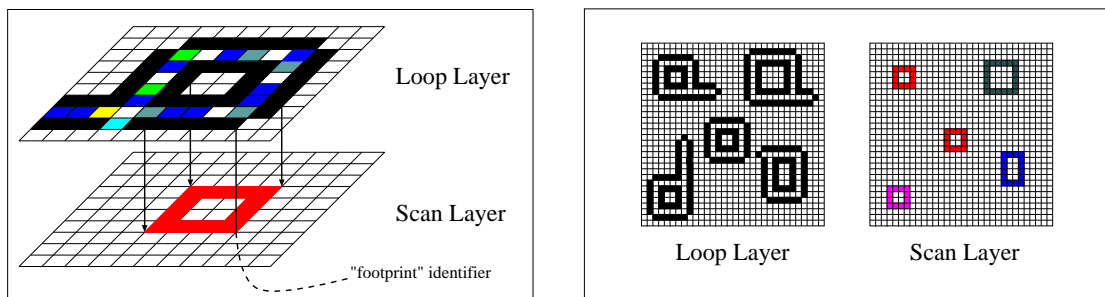 Loop Layer
Scan Layer
"footprint" identifier
Loop Layer
Scan Layer